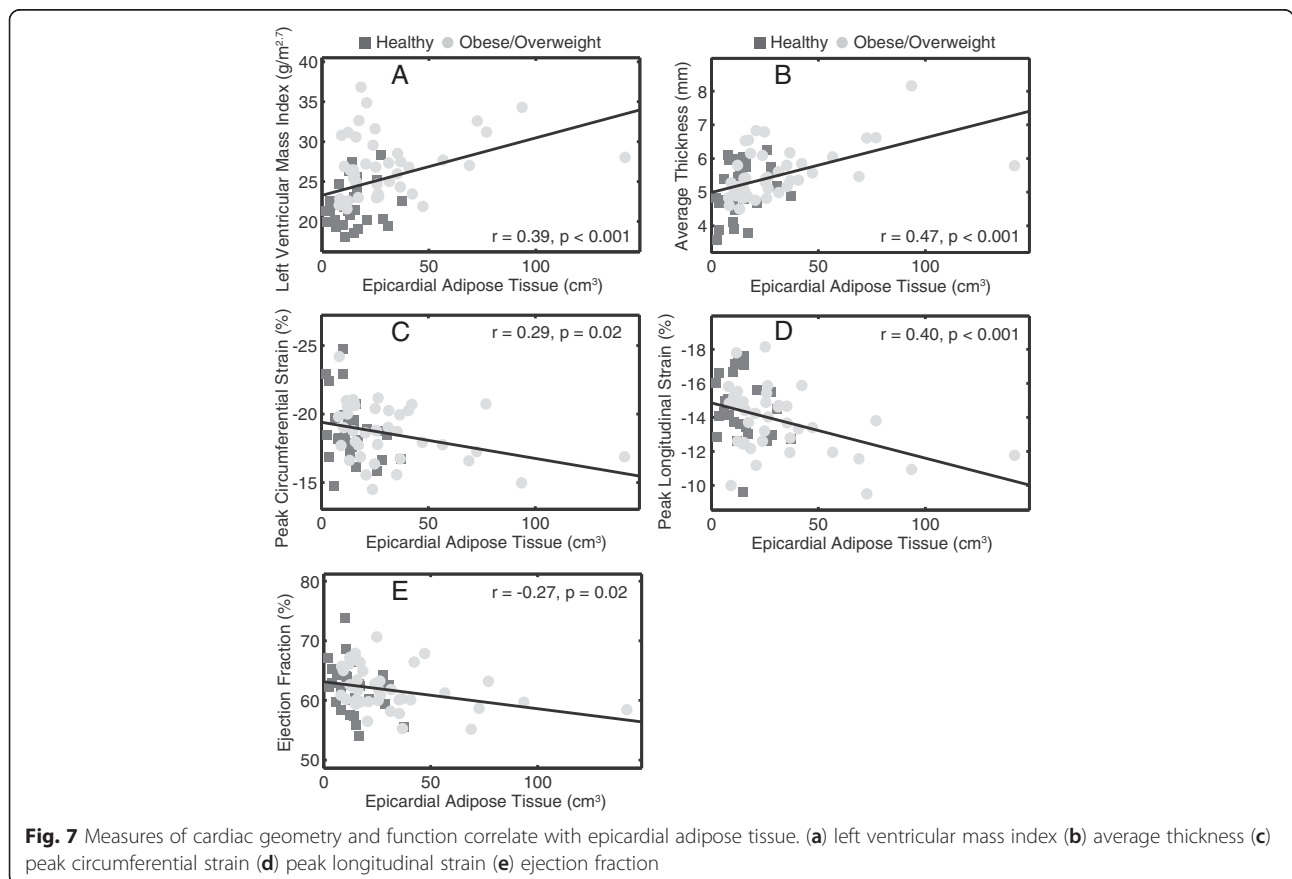 ■ Healthy ● Obese/Overweight
A
Left Ventricular Mass Index (g/m²·⁷)
40
35
30
25
20
0 50 100
r = 0.39, p < 0.001
Epicardial Adipose Tissue (cm³)
■ Healthy ● Obese/Overweight
B
Average Thickness (mm)
8
7
6
5
4
0 50 100
r = 0.47, p < 0.001
Epicardial Adipose Tissue (cm³)
C
r = 0.29, p = 0.02
Peak Circumferential Strain (%)
-25
-20
-15
0 50 100
Epicardial Adipose Tissue (cm³)
D
r = 0.40, p < 0.001
Peak Longitudinal Strain (%)
-18
-16
-14
-12
-10
0 50 100
Epicardial Adipose Tissue (cm³)
E
r = -0.27, p = 0.02
Ejection Fraction (%)
80
70
60
50
0 50 100
Epicardial Adipose Tissue (cm³)
Fig. 7 Measures of cardiac geometry and function correlate with epicardial adipose tissue. (a) left ventricular mass index (b) average thickness (c)
peak circumferential strain (d) peak longitudinal strain (e) ejection fraction